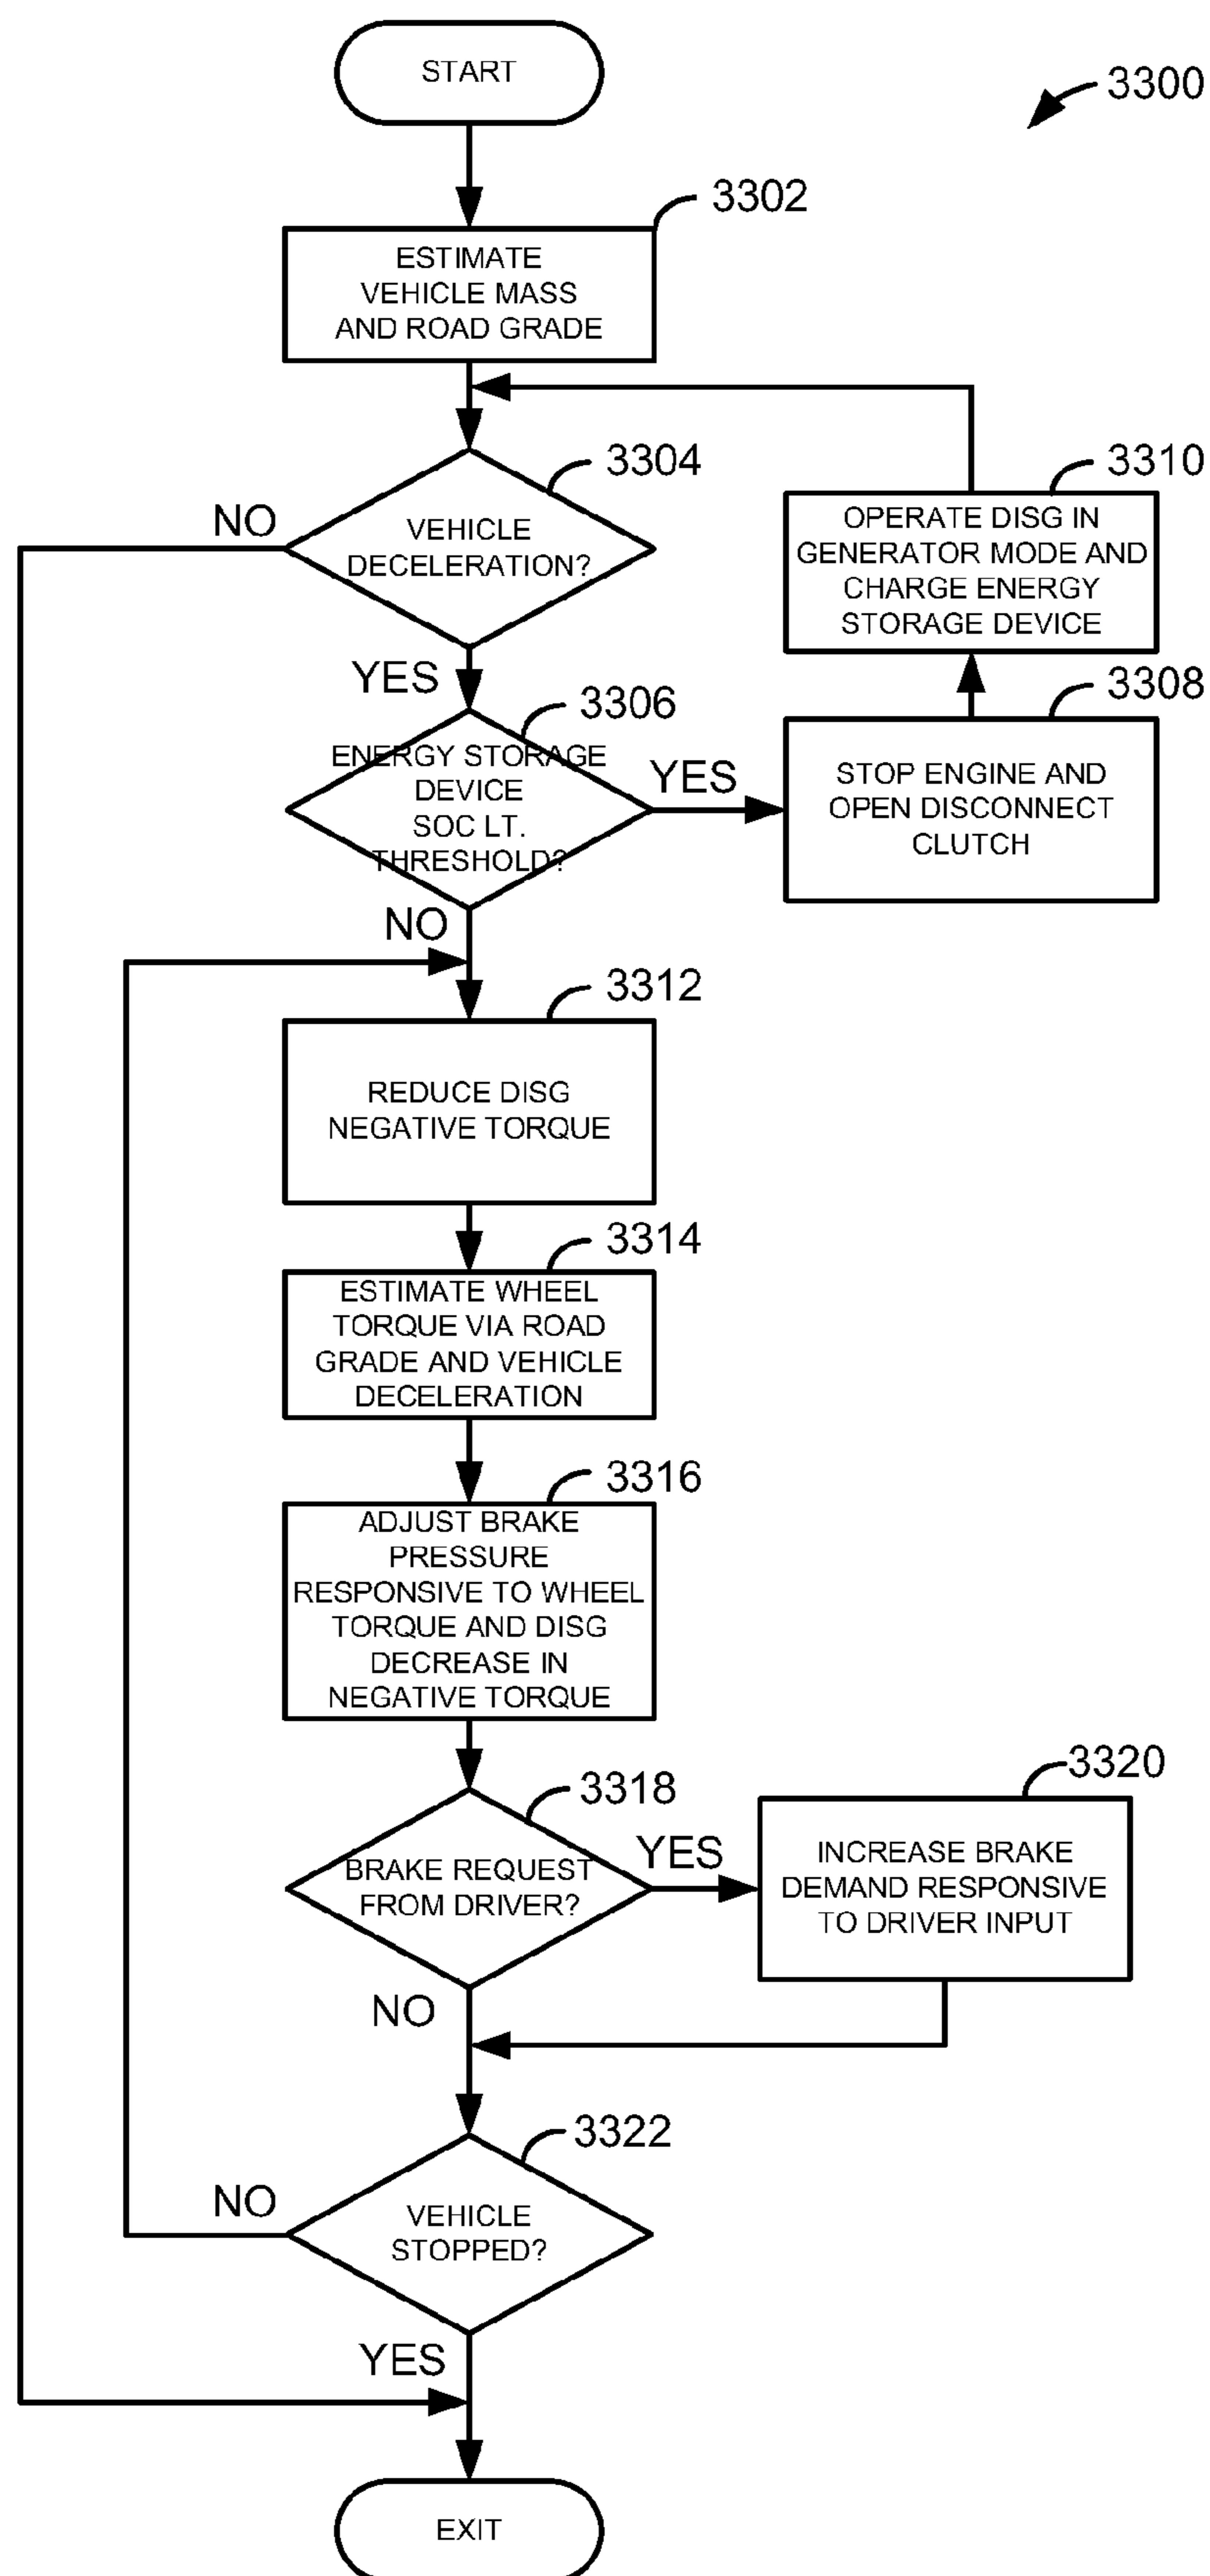 START
3300
3302
ESTIMATE
VEHICLE MASS
AND ROAD GRADE
3304
NO
VEHICLE
DECELERATION?
3310
OPERATE DISG IN
GENERATOR MODE AND
CHARGE ENERGY
STORAGE DEVICE
YES
3306
ENERGY STORAGE
DEVICE
SOC LT.
THRESHOLD?
YES
3308
STOP ENGINE AND
OPEN DISCONNECT
CLUTCH
NO
3312
REDUCE DISG
NEGATIVE TORQUE
3314
ESTIMATE WHEEL
TORQUE VIA ROAD
GRADE AND VEHICLE
DECELERATION
3316
ADJUST BRAKE
PRESSURE
RESPONSIVE TO WHEEL
TORQUE AND DISG
DECREASE IN
NEGATIVE TORQUE
3318
BRAKE REQUEST
FROM DRIVER?
YES
3320
INCREASE BRAKE
DEMAND RESPONSIVE
TO DRIVER INPUT
NO
3322
NO
VEHICLE
STOPPED?
YES
EXIT